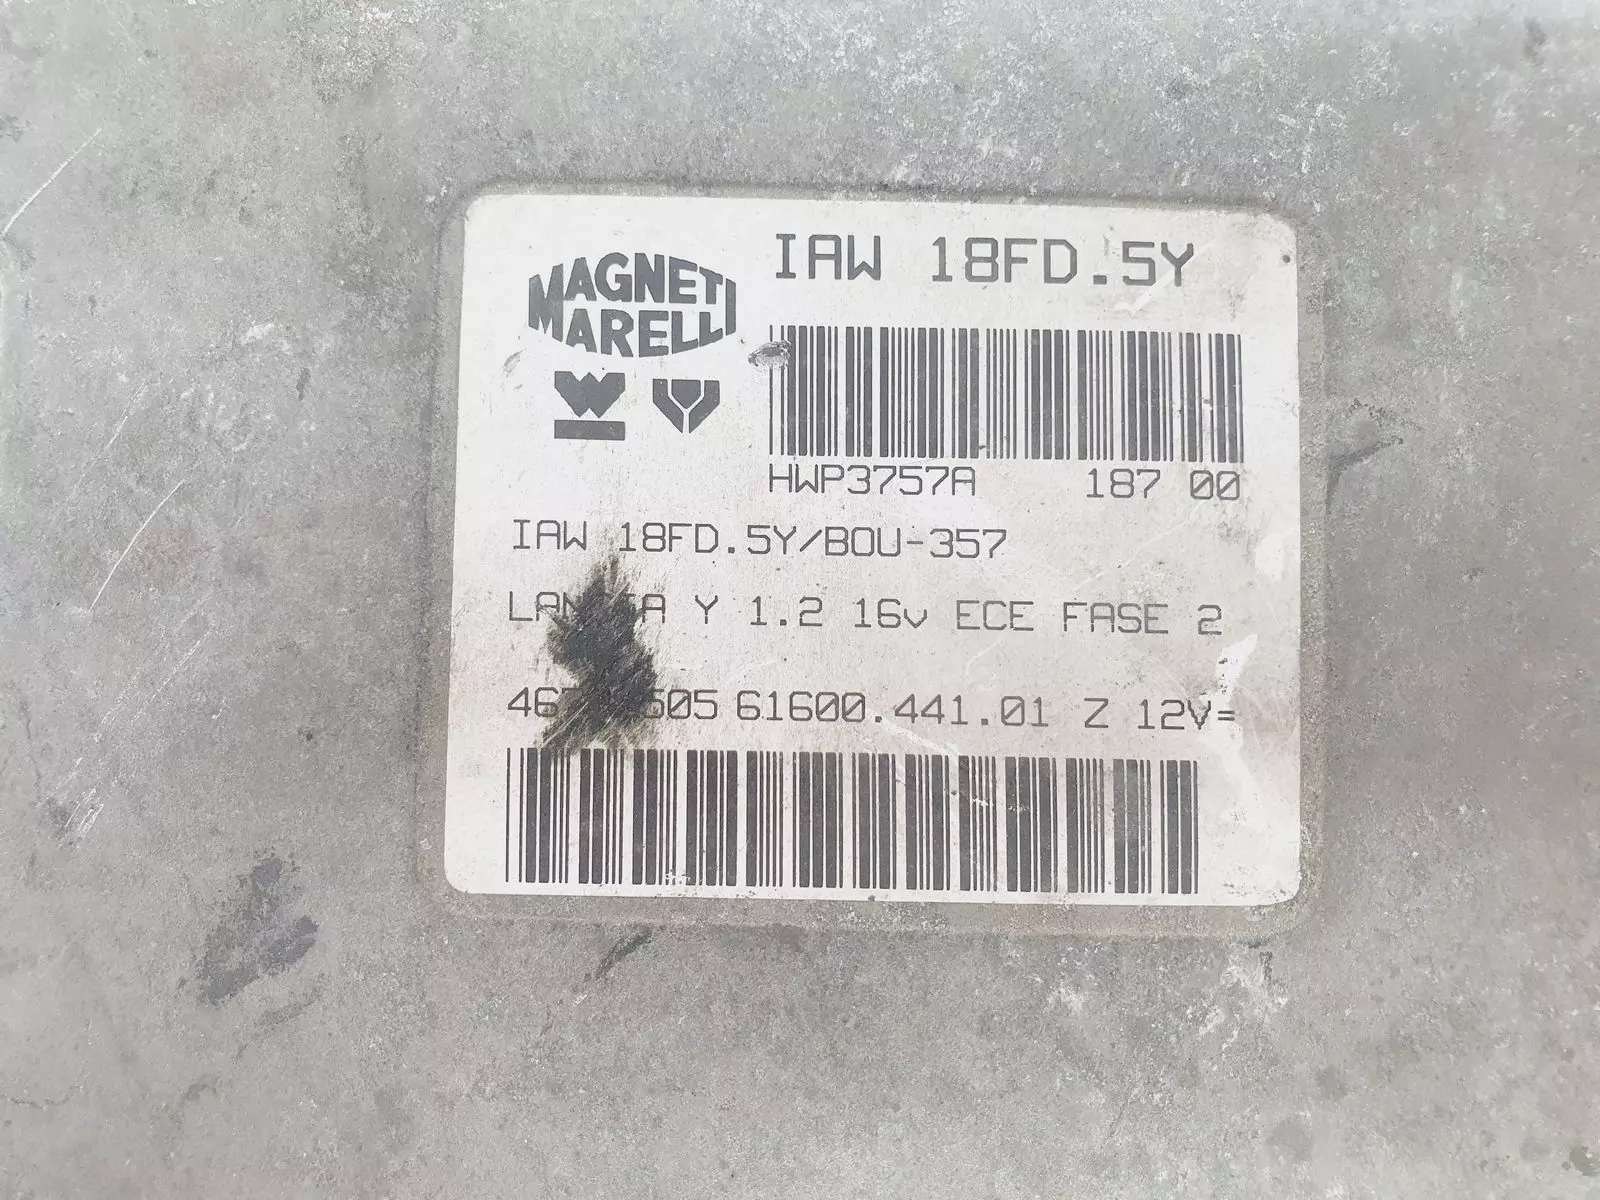 MAGNETI
MARELLI
IAW 18FD.5Y
HWP3757A 187 00
IAW 18FD.5Y/BOU-357
Y 1.2 16v ECE FASE 2
61600.441.01 Z 12V=